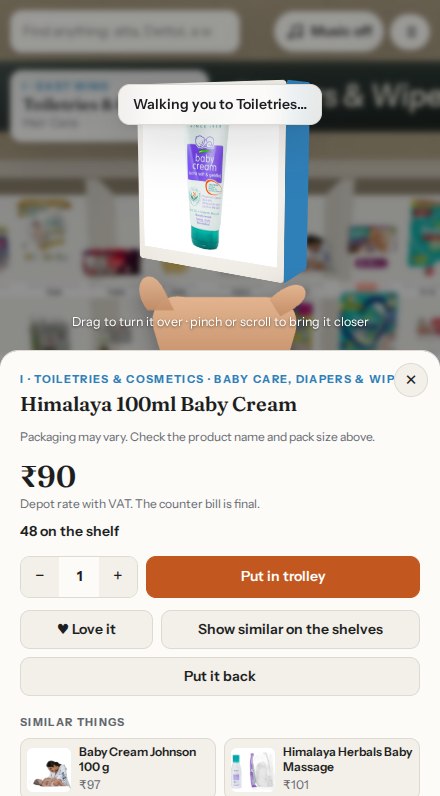 Find anything: atta, Dettol, a w
Music off
Walking you to Toiletries...
s & Wipe
baby
cream
Drag to turn it over · pinch or scroll to bring it closer
I · TOILETRIES & COSMETICS · BABY CARE, DIAPERS & WIP
Himalaya 100ml Baby Cream
Packaging may vary. Check the product name and pack size above.
₹90
Depot rate with VAT. The counter bill is final.
48 on the shelf
− 1 +
Put in trolley
♥ Love it
Show similar on the shelves
Put it back
SIMILAR THINGS
Baby Cream Johnson
100 g
₹97
Himalaya Herbals Baby
Massage
₹101